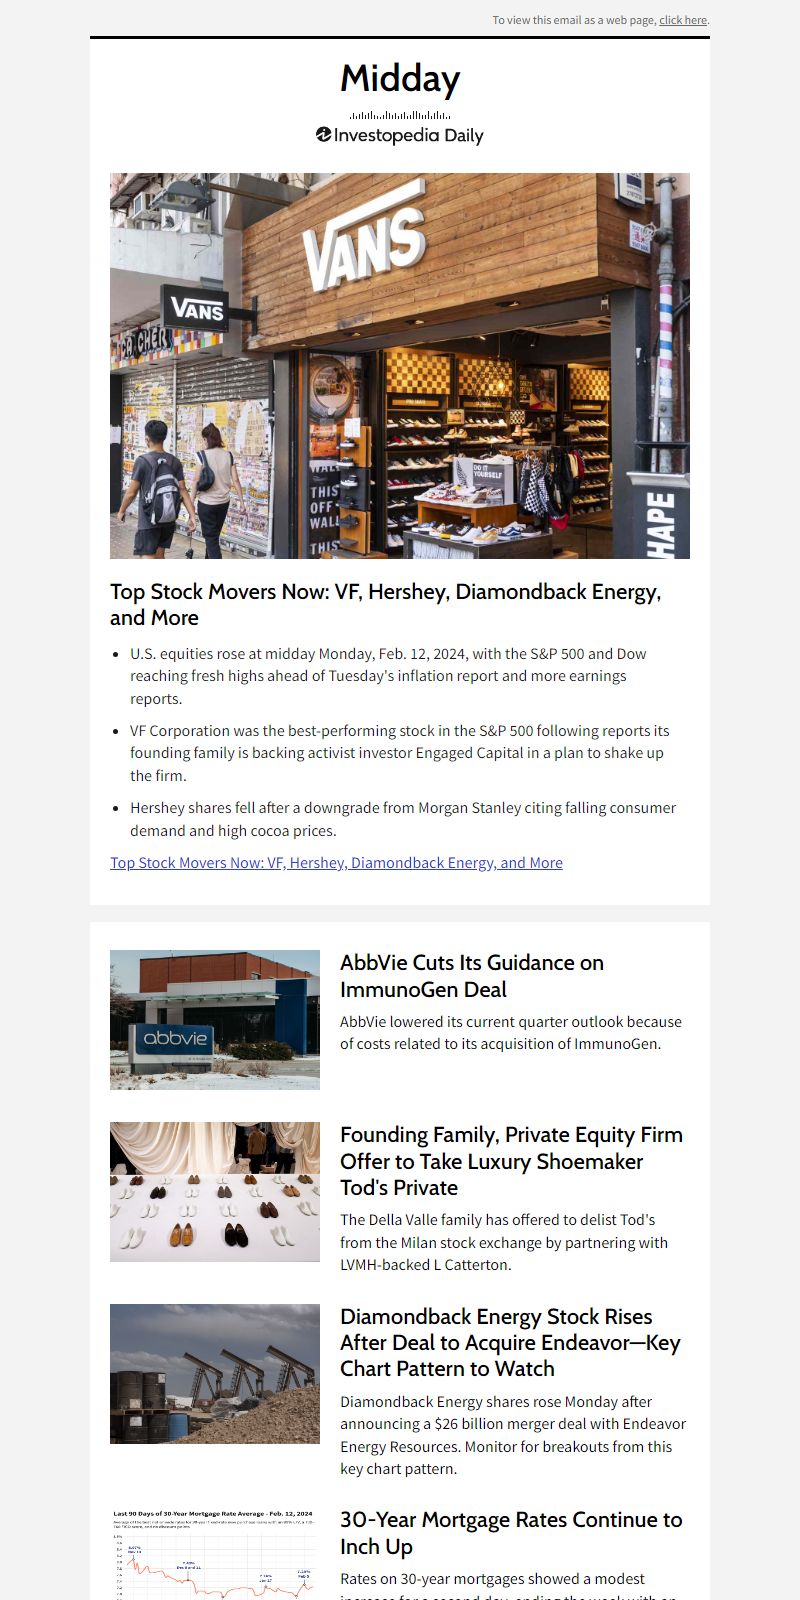 To view this email as a web page, click here.
Midday
Investopedia Daily
VANS
VANS
DO IT
YOURSELF
WALL
THIS
OFF
WALL
THIS
HAPE
Top Stock Movers Now: VF, Hershey, Diamondback Energy,
and More
• U.S. equities rose at midday Monday, Feb. 12, 2024, with the S&P 500 and Dow
reaching fresh highs ahead of Tuesday's inflation report and more earnings
reports.
• VF Corporation was the best-performing stock in the S&P 500 following reports its
founding family is backing activist investor Engaged Capital in a plan to shake up
the firm.
• Hershey shares fell after a downgrade from Morgan Stanley citing falling consumer
demand and high cocoa prices.
Top Stock Movers Now: VF, Hershey, Diamondback Energy, and More
abbvie
AbbVie Cuts Its Guidance on
ImmunoGen Deal
AbbVie lowered its current quarter outlook because
of costs related to its acquisition of ImmunoGen.
Founding Family, Private Equity Firm
Offer to Take Luxury Shoemaker
Tod's Private
The Della Valle family has offered to delist Tod's
from the Milan stock exchange by partnering with
LVMH-backed L Catterton.
Diamondback Energy Stock Rises
After Deal to Acquire Endeavor—Key
Chart Pattern to Watch
Diamondback Energy shares rose Monday after
announcing a $26 billion merger deal with Endeavor
Energy Resources. Monitor for breakouts from this
key chart pattern.
Last 90 Days of 30-Year Mortgage Rate Average - Feb. 12, 2024
30-Year Mortgage Rates Continue to
Inch Up
Rates on 30-year mortgages showed a modest